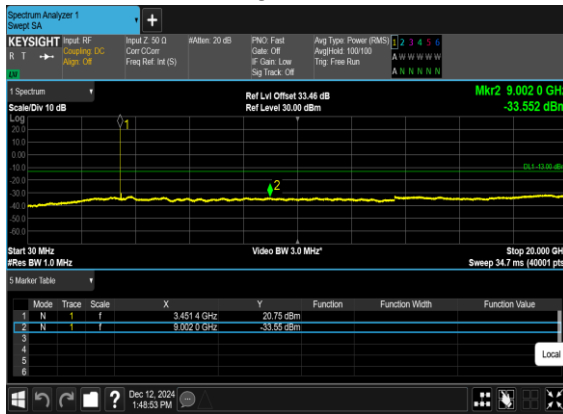 Spectrum Analyzer 1
Swept SA
KEYSIGHT Input: RF Input Z: 50 Ω #Atten: 20 dB PNO: Fast Avg Type: Power (RMS) 1 2 3 4 5 6
R T Coupling: DC Corr CCorr Gate: Off Avg|Hold: 100/100 A W W W W W
Align: Off Freq Ref: Int (S) IF Gain: Low Trig: Free Run
Sig Track: Off A N N N N N
1 Spectrum Ref Lvl Offset 33.46 dB Mkr2 9.002 0 GHz
Scale/Div 10 dB Ref Level 30.00 dBm -33.552 dBm
Log
20.0
10.0
0.00
-10.0
DL1 -13.00 dBm
-20.0
-30.0
-40.0
-50.0
-60.0
1
2
Start 30 MHz Video BW 3.0 MHz* Stop 20.000 GHz
#Res BW 1.0 MHz Sweep 34.7 ms (40001 pts)
5 Marker Table
Mode Trace Scale X Y Function Function Width Function Value
1 N 1 f 3.451 4 GHz 20.75 dBm
2 N 1 f 9.002 0 GHz -33.55 dBm
3
4
5
6
Local
? Dec 12, 2024
1:48:53 PM